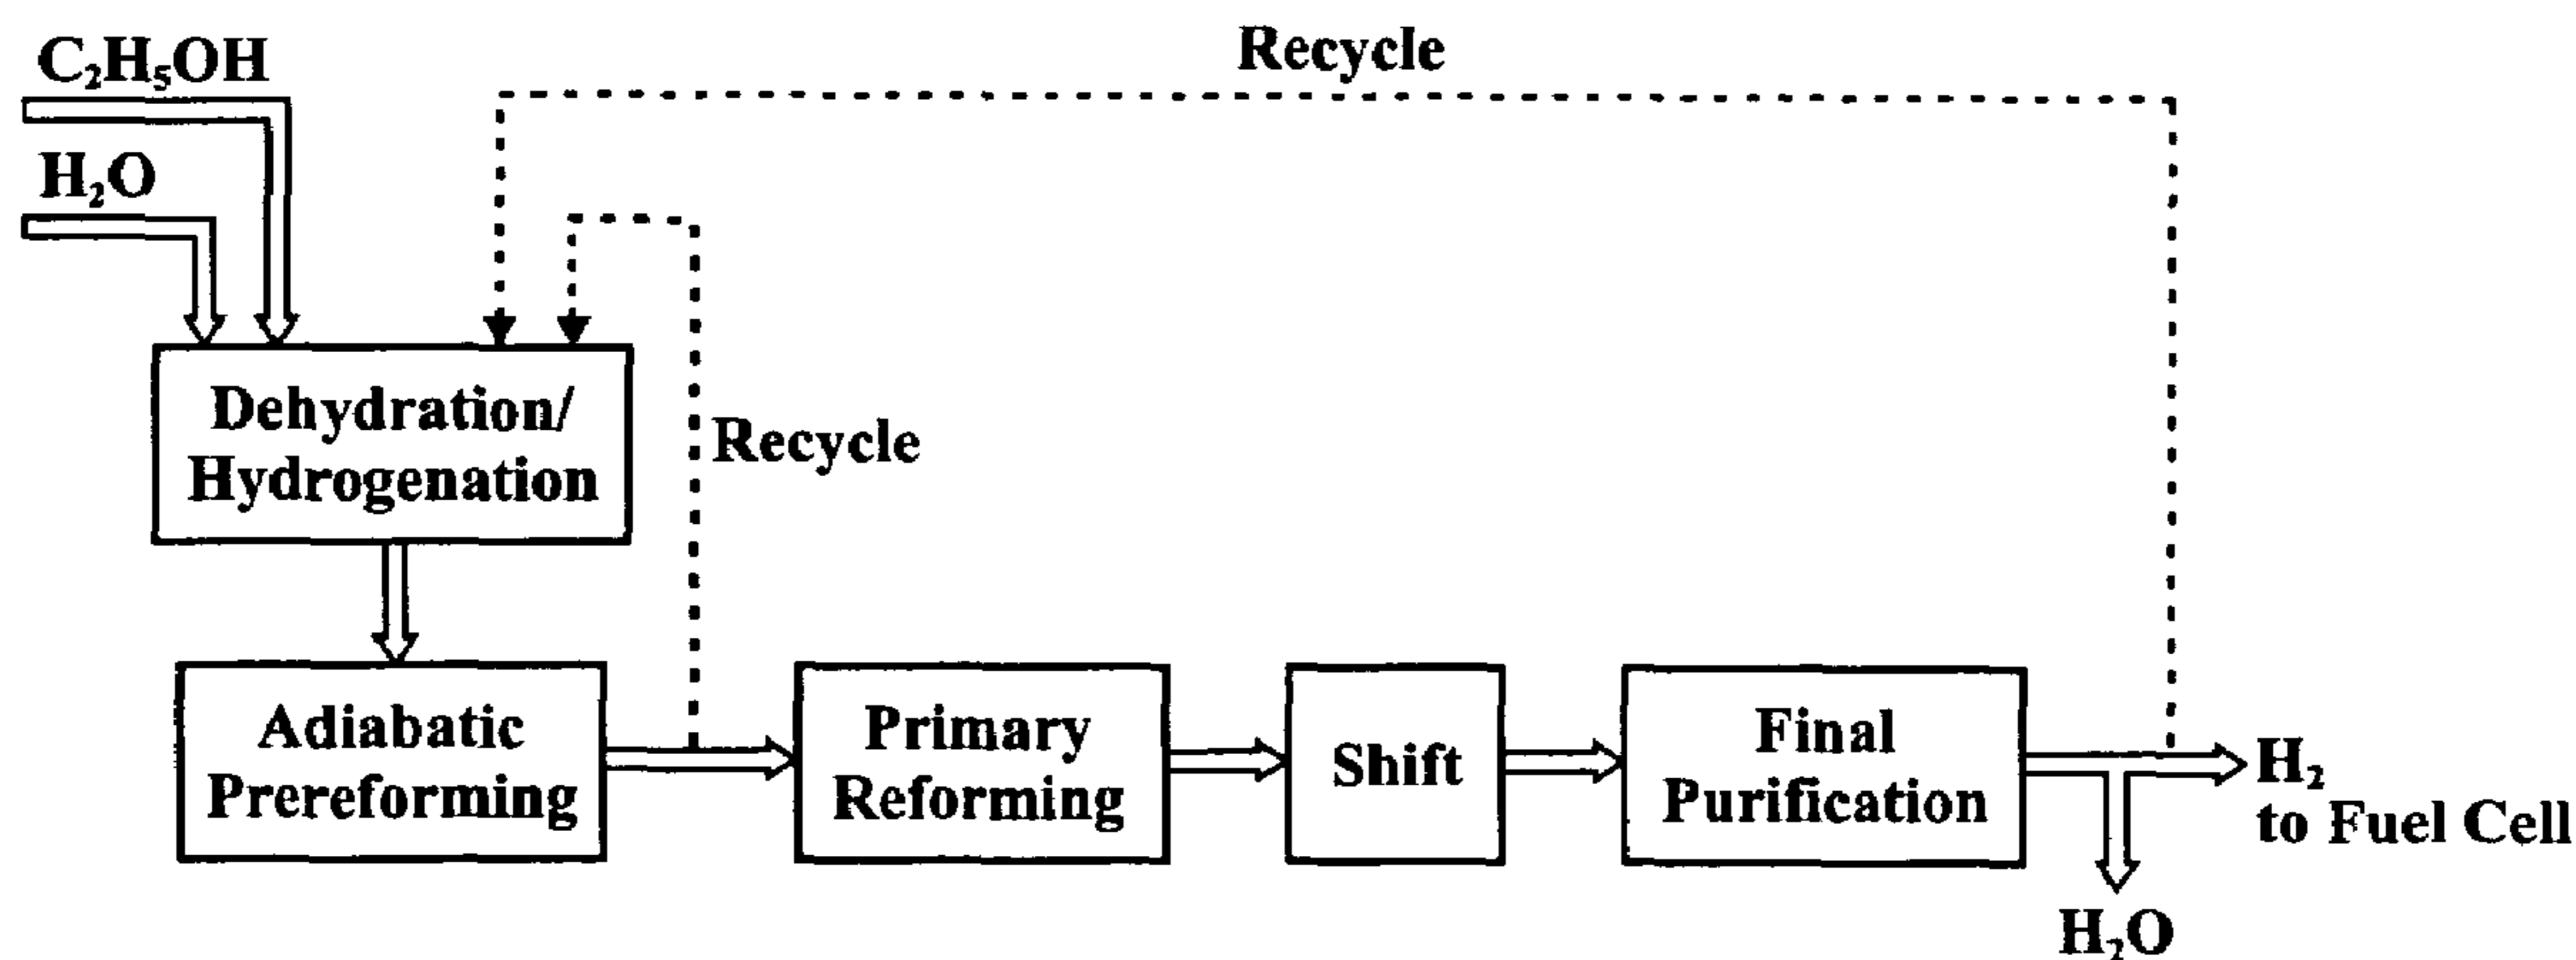 C₂H₅OH
Recycle
H₂O
Dehydration/
Hydrogenation
Recycle
Adiabatic
Prereforming
Primary
Reforming
Shift
Final
Purification
H₂
to Fuel Cell
H₂O